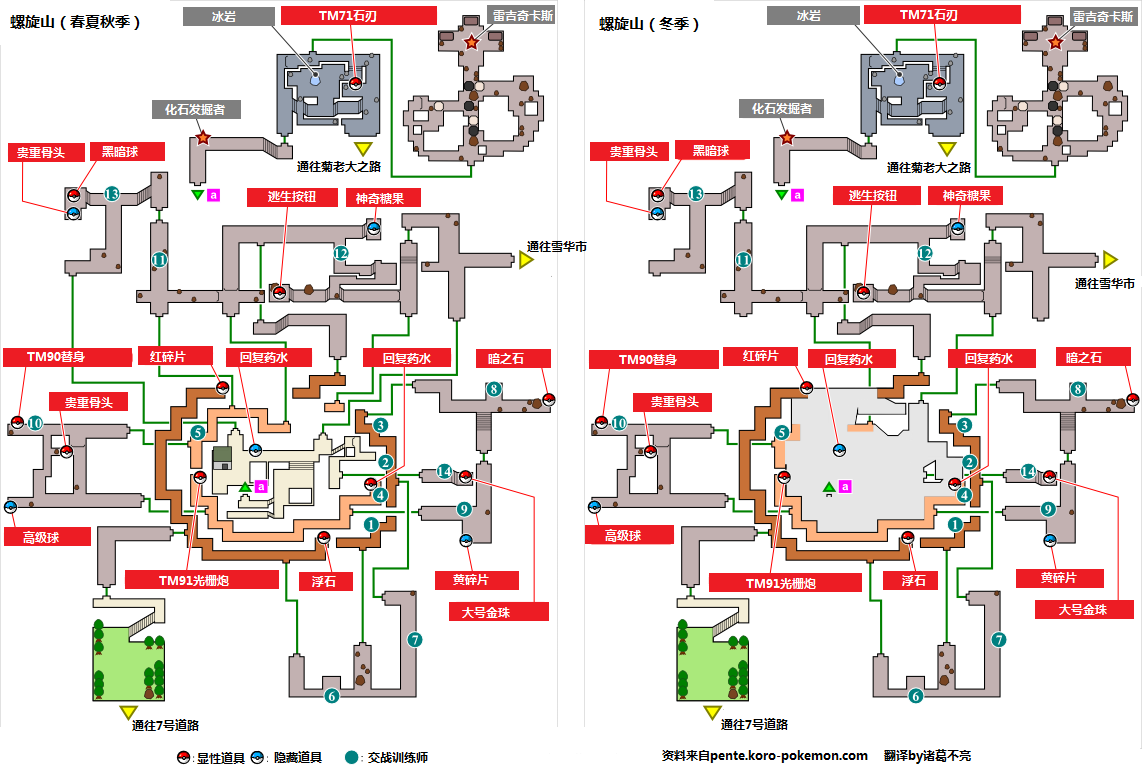 螺旋山（春夏秋季）
冰岩
TM71石刃
雷吉奇卡斯
化石发掘者
通往菊老大之路
贵重骨头
黑暗球
13
a
逃生按钮
神奇糖果
11
12
通往雪华市
TM90替身
红碎片
回复药水
回复药水
暗之石
贵重骨头
8
10
5
3
2
14
a
4
9
1
高级球
TM91光栅炮
浮石
黄碎片
大号金珠
7
6
通往7号道路
螺旋山（冬季）
冰岩
TM71石刃
雷吉奇卡斯
化石发掘者
通往菊老大之路
贵重骨头
黑暗球
13
a
逃生按钮
神奇糖果
11
12
通往雪华市
TM90替身
红碎片
回复药水
回复药水
暗之石
贵重骨头
8
10
5
3
2
14
a
4
9
1
高级球
TM91光栅炮
浮石
黄碎片
大号金珠
7
6
通往7号道路
：显性道具 ：隐藏道具 ：交战训练师
资料来自pente.koro-pokemon.com 翻译by诸葛不亮